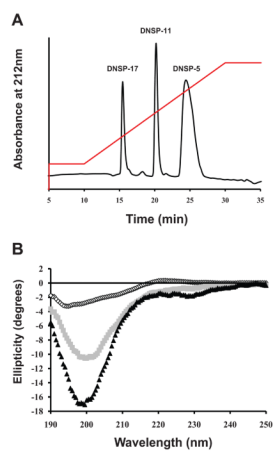 A
DNSP-11
DNSP-17
DNSP-5
Absorbance at 212nm
5 10 15 20 25 30 35
Time (min)
B
2
0
-2
-4
-6
-8
-10
-12
-14
-16
-18
Ellipticity (degrees)
190 200 210 220 230 240 250
Wavelength (nm)